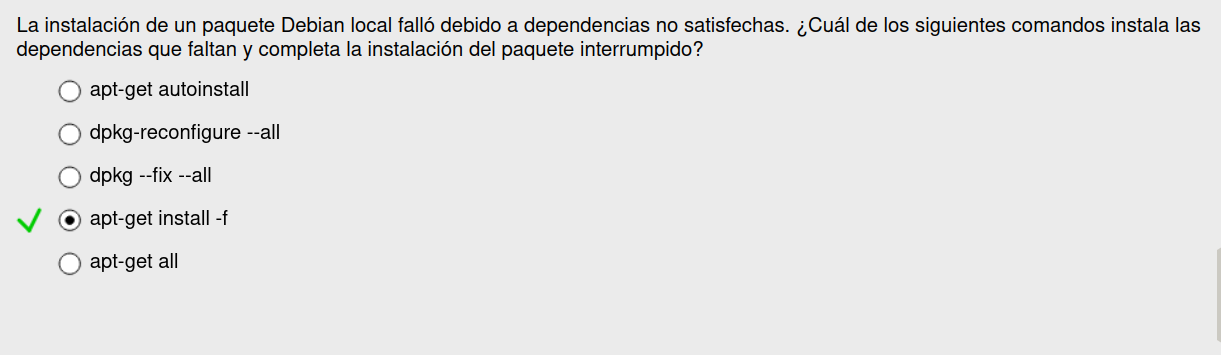 La instalación de un paquete Debian local falló debido a dependencias no satisfechas. ¿Cuál de los siguientes comandos instala las
dependencias que faltan y completa la instalación del paquete interrumpido?
apt-get autoinstall
dpkg-reconfigure --all
dpkg --fix --all
apt-get install -f
apt-get all